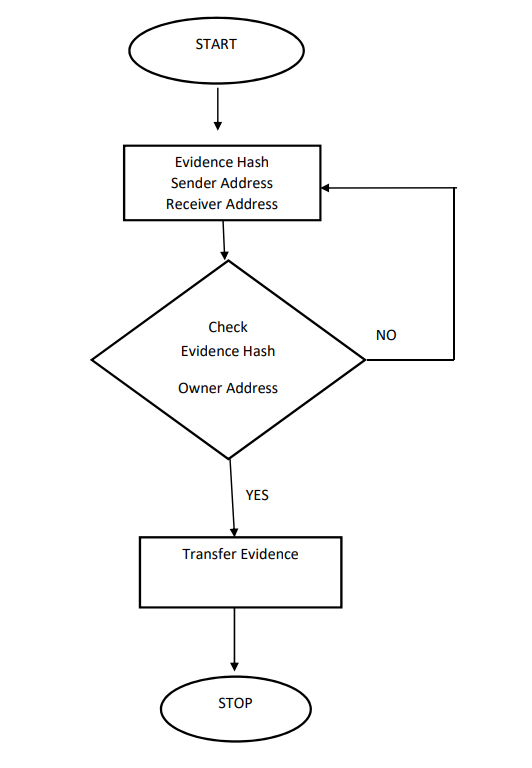 START
Evidence Hash
Sender Address
Receiver Address
Check
Evidence Hash
Owner Address
NO
YES
Transfer Evidence
STOP